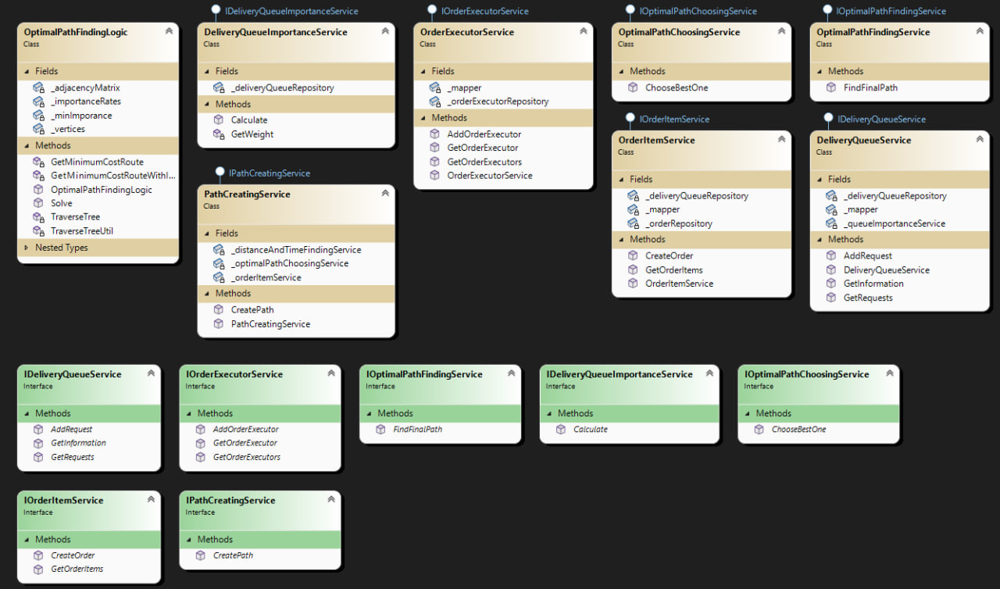 IDeliveryQueueImportanceService
IOrderExecutorService
IOptimalPathChoosingService
IOptimalPathFindingService
OptimalPathFindingLogic
Class
Fields
_adjacencyMatrix
_importanceRates
_minImporance
_vertices
Methods
GetMinimumCostRoute
GetMinimumCostRouteWithI...
OptimalPathFindingLogic
Solve
TraverseTree
TraverseTreeUtil
Nested Types
DeliveryQueueImportanceService
Class
Fields
_deliveryQueueRepository
Methods
Calculate
GetWeight
IPathCreatingService
PathCreatingService
Class
Fields
_distanceAndTimeFindingService
_optimalPathChoosingService
_orderItemService
Methods
CreatePath
PathCreatingService
OrderExecutorService
Class
Fields
_mapper
_orderExecutorRepository
Methods
AddOrderExecutor
GetOrderExecutor
GetOrderExecutors
OrderExecutorService
OptimalPathChoosingService
Class
Methods
ChooseBestOne
IOrderItemService
OrderItemService
Class
Fields
_deliveryQueueRepository
_mapper
_orderRepository
Methods
CreateOrder
GetOrderItems
OrderItemService
OptimalPathFindingService
Class
Methods
FindFinalPath
IDeliveryQueueService
DeliveryQueueService
Class
Fields
_deliveryQueueRepository
_mapper
_queueImportanceService
Methods
AddRequest
DeliveryQueueService
GetInformation
GetRequests
IDeliveryQueueService
Interface
Methods
AddRequest
GetInformation
GetRequests
IOrderExecutorService
Interface
Methods
AddOrderExecutor
GetOrderExecutor
GetOrderExecutors
IOptimalPathFindingService
Interface
Methods
FindFinalPath
IDeliveryQueueImportanceService
Interface
Methods
Calculate
IOptimalPathChoosingService
Interface
Methods
ChooseBestOne
IOrderItemService
Interface
Methods
CreateOrder
GetOrderItems
IPathCreatingService
Interface
Methods
CreatePath